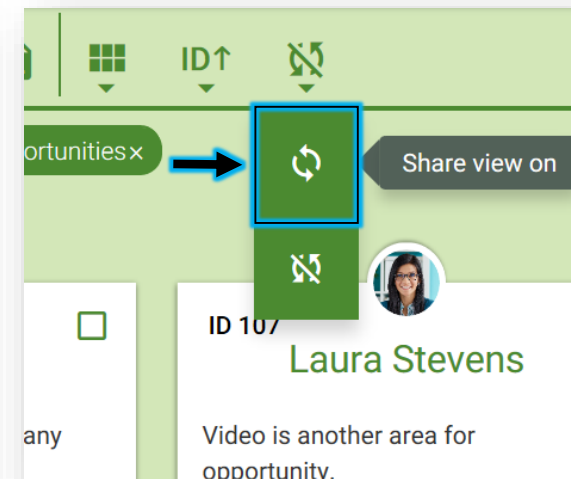 ID↑
ortunities×
Share view on
ID 107
Laura Stevens
any
Video is another area for
opportunity.